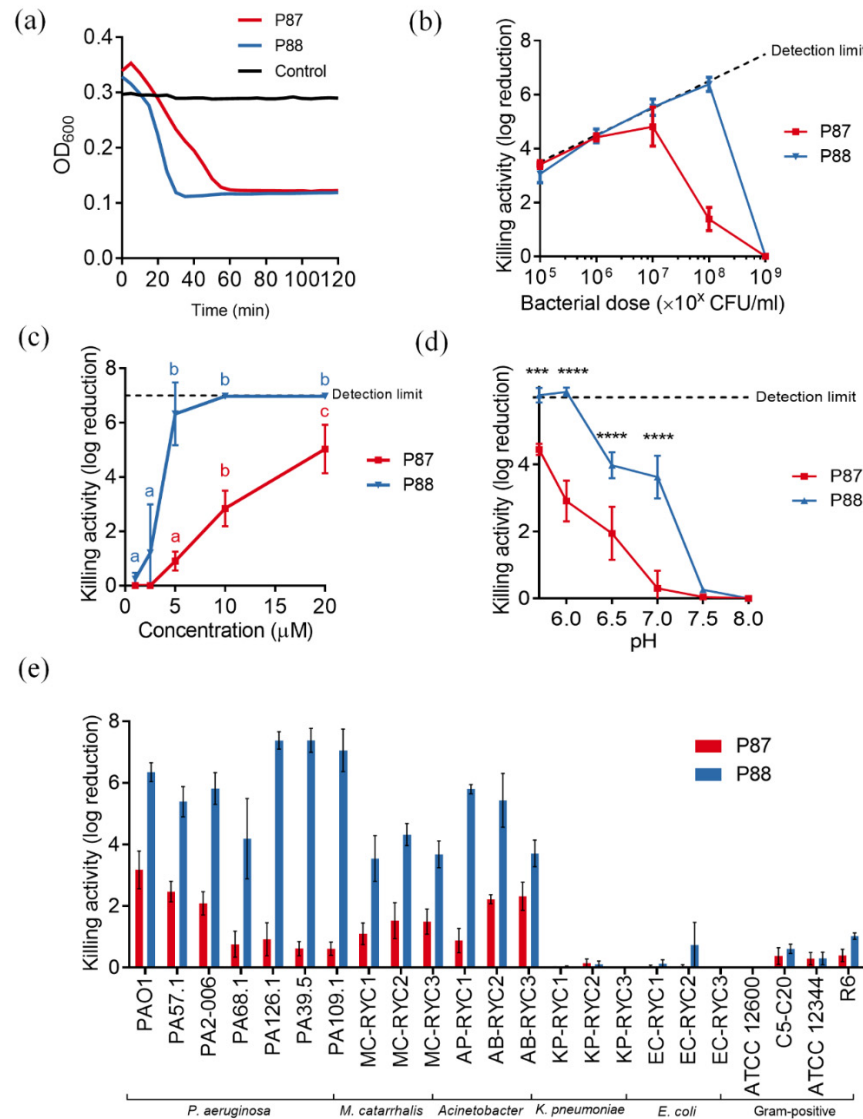 (a)
P87
P88
Control
0.4
0.3
0.2
0.1
0.0
OD600
0 20 40 60 80 100 120
Time (min)
(b)
Detection limit
P87
P88
8
6
4
2
0
Killing activity (log reduction)
10^5 10^6 10^7 10^8 10^9
Bacterial dose (×10^x CFU/ml)
(c)
b b b
Detection limit
c
b
a
a
a
P87
P88
8
6
4
2
0
Killing activity (log reduction)
0 5 10 15 20
Concentration (μM)
(d)
*** ****
Detection limit
**** ****
P87
P88
6
4
2
0
Killing activity (log reduction)
6.0 6.5 7.0 7.5 8.0
pH
(e)
P87
P88
8
6
4
2
0
Killing activity (log reduction)
PAO1
PA57.1
PA2-006
PA68.1
PA126.1
PA39.5
PA109.1
MC-RYC1
MC-RYC2
MC-RYC3
AP-RYC1
AB-RYC2
AB-RYC3
KP-RYC1
KP-RYC2
KP-RYC3
EC-RYC1
EC-RYC2
EC-RYC3
ATCC 12600
C5-C20
ATCC 12344
R6
P. aeruginosa M. catarrhalis Acinetobacter K. pneumoniae E. coli Gram-positive